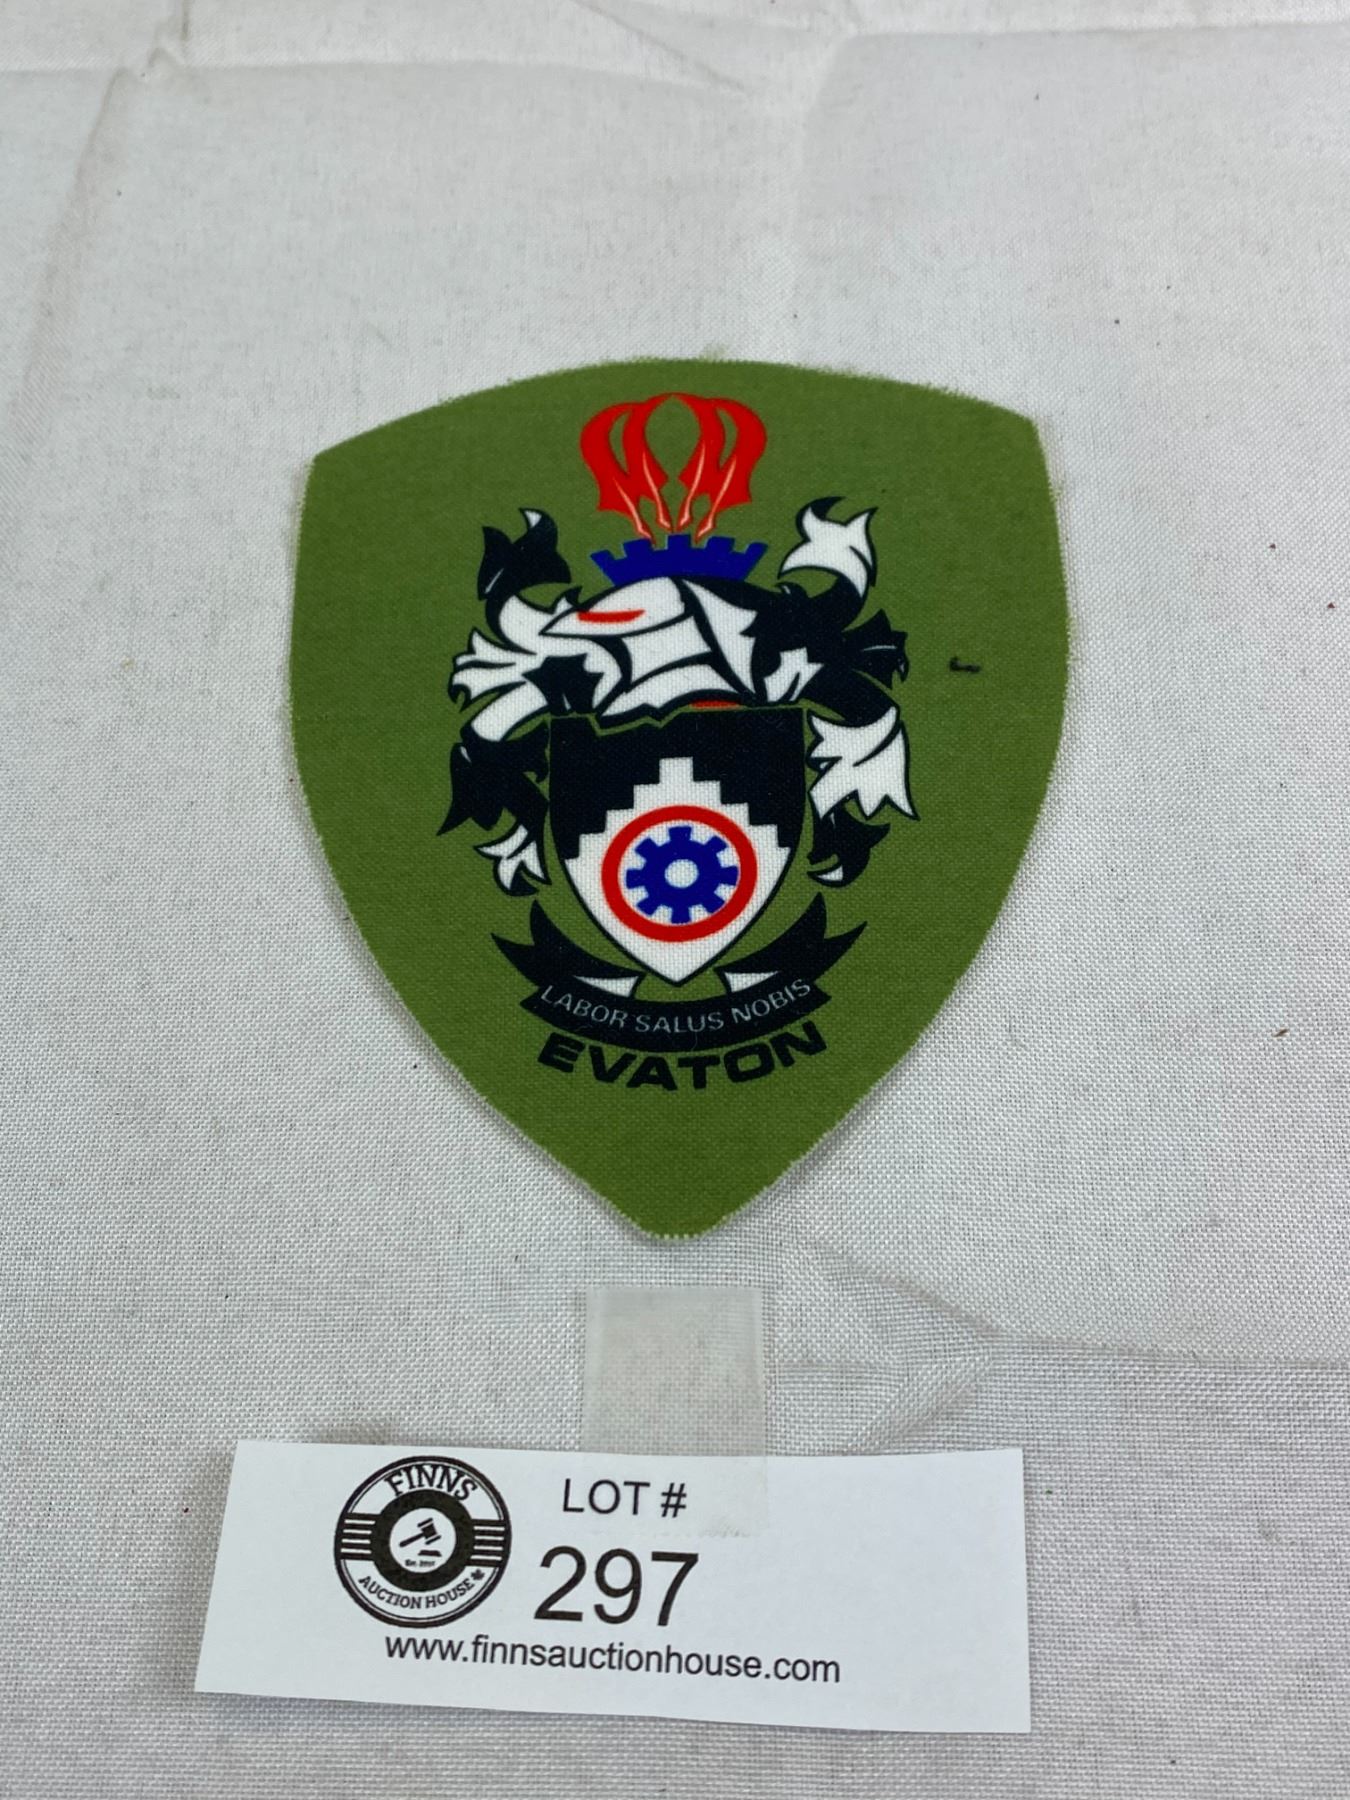 LABOR SALUS NOBIS
EVATON
FINNS
AUCTION HOUSE
LOT #
297
www.finnsauctionhouse.com